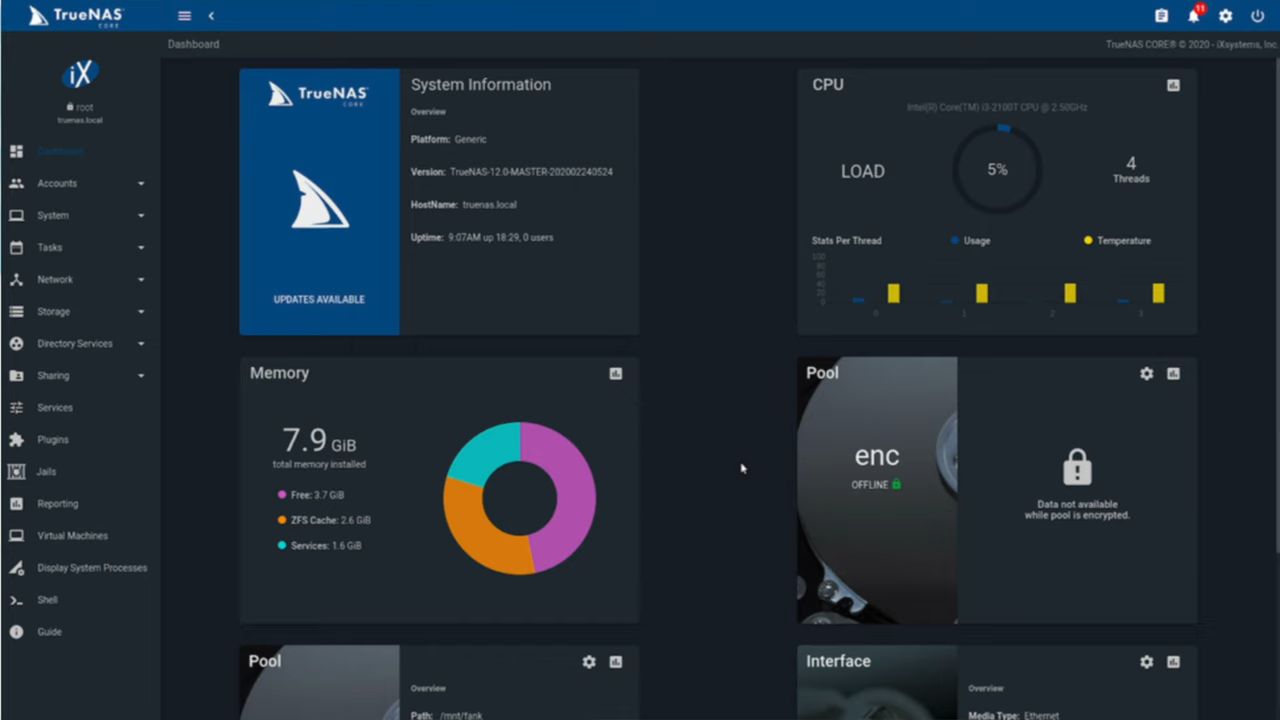 TrueNAS®
CORE
11
Dashboard
TrueNAS CORE® © 2020 - iXsystems, Inc.
iX
root
truenas.local
Dashboard
Accounts
System
Tasks
Network
Storage
Directory Services
Sharing
Services
Plugins
Jails
Reporting
Virtual Machines
Display System Processes
Shell
Guide
TrueNAS®
CORE
UPDATES AVAILABLE
System Information
Overview
Platform: Generic
Version: TrueNAS-12.0-MASTER-202002240524
HostName: truenas.local
Uptime: 9:07AM up 18:29, 0 users
CPU
Intel(R) Core(TM) i3-2100T CPU @ 2.50GHz
LOAD
5%
4
Threads
Stats Per Thread
Usage
Temperature
100
80
60
40
20
0
0 1 2 3
Memory
7.9 GiB
total memory installed
Free: 3.7 GiB
ZFS Cache: 2.6 GiB
Services: 1.6 GiB
Pool
enc
OFFLINE
Data not available
while pool is encrypted.
Pool
Overview
Path: /mnt/fank
Interface
Overview
Media Type: Ethernet